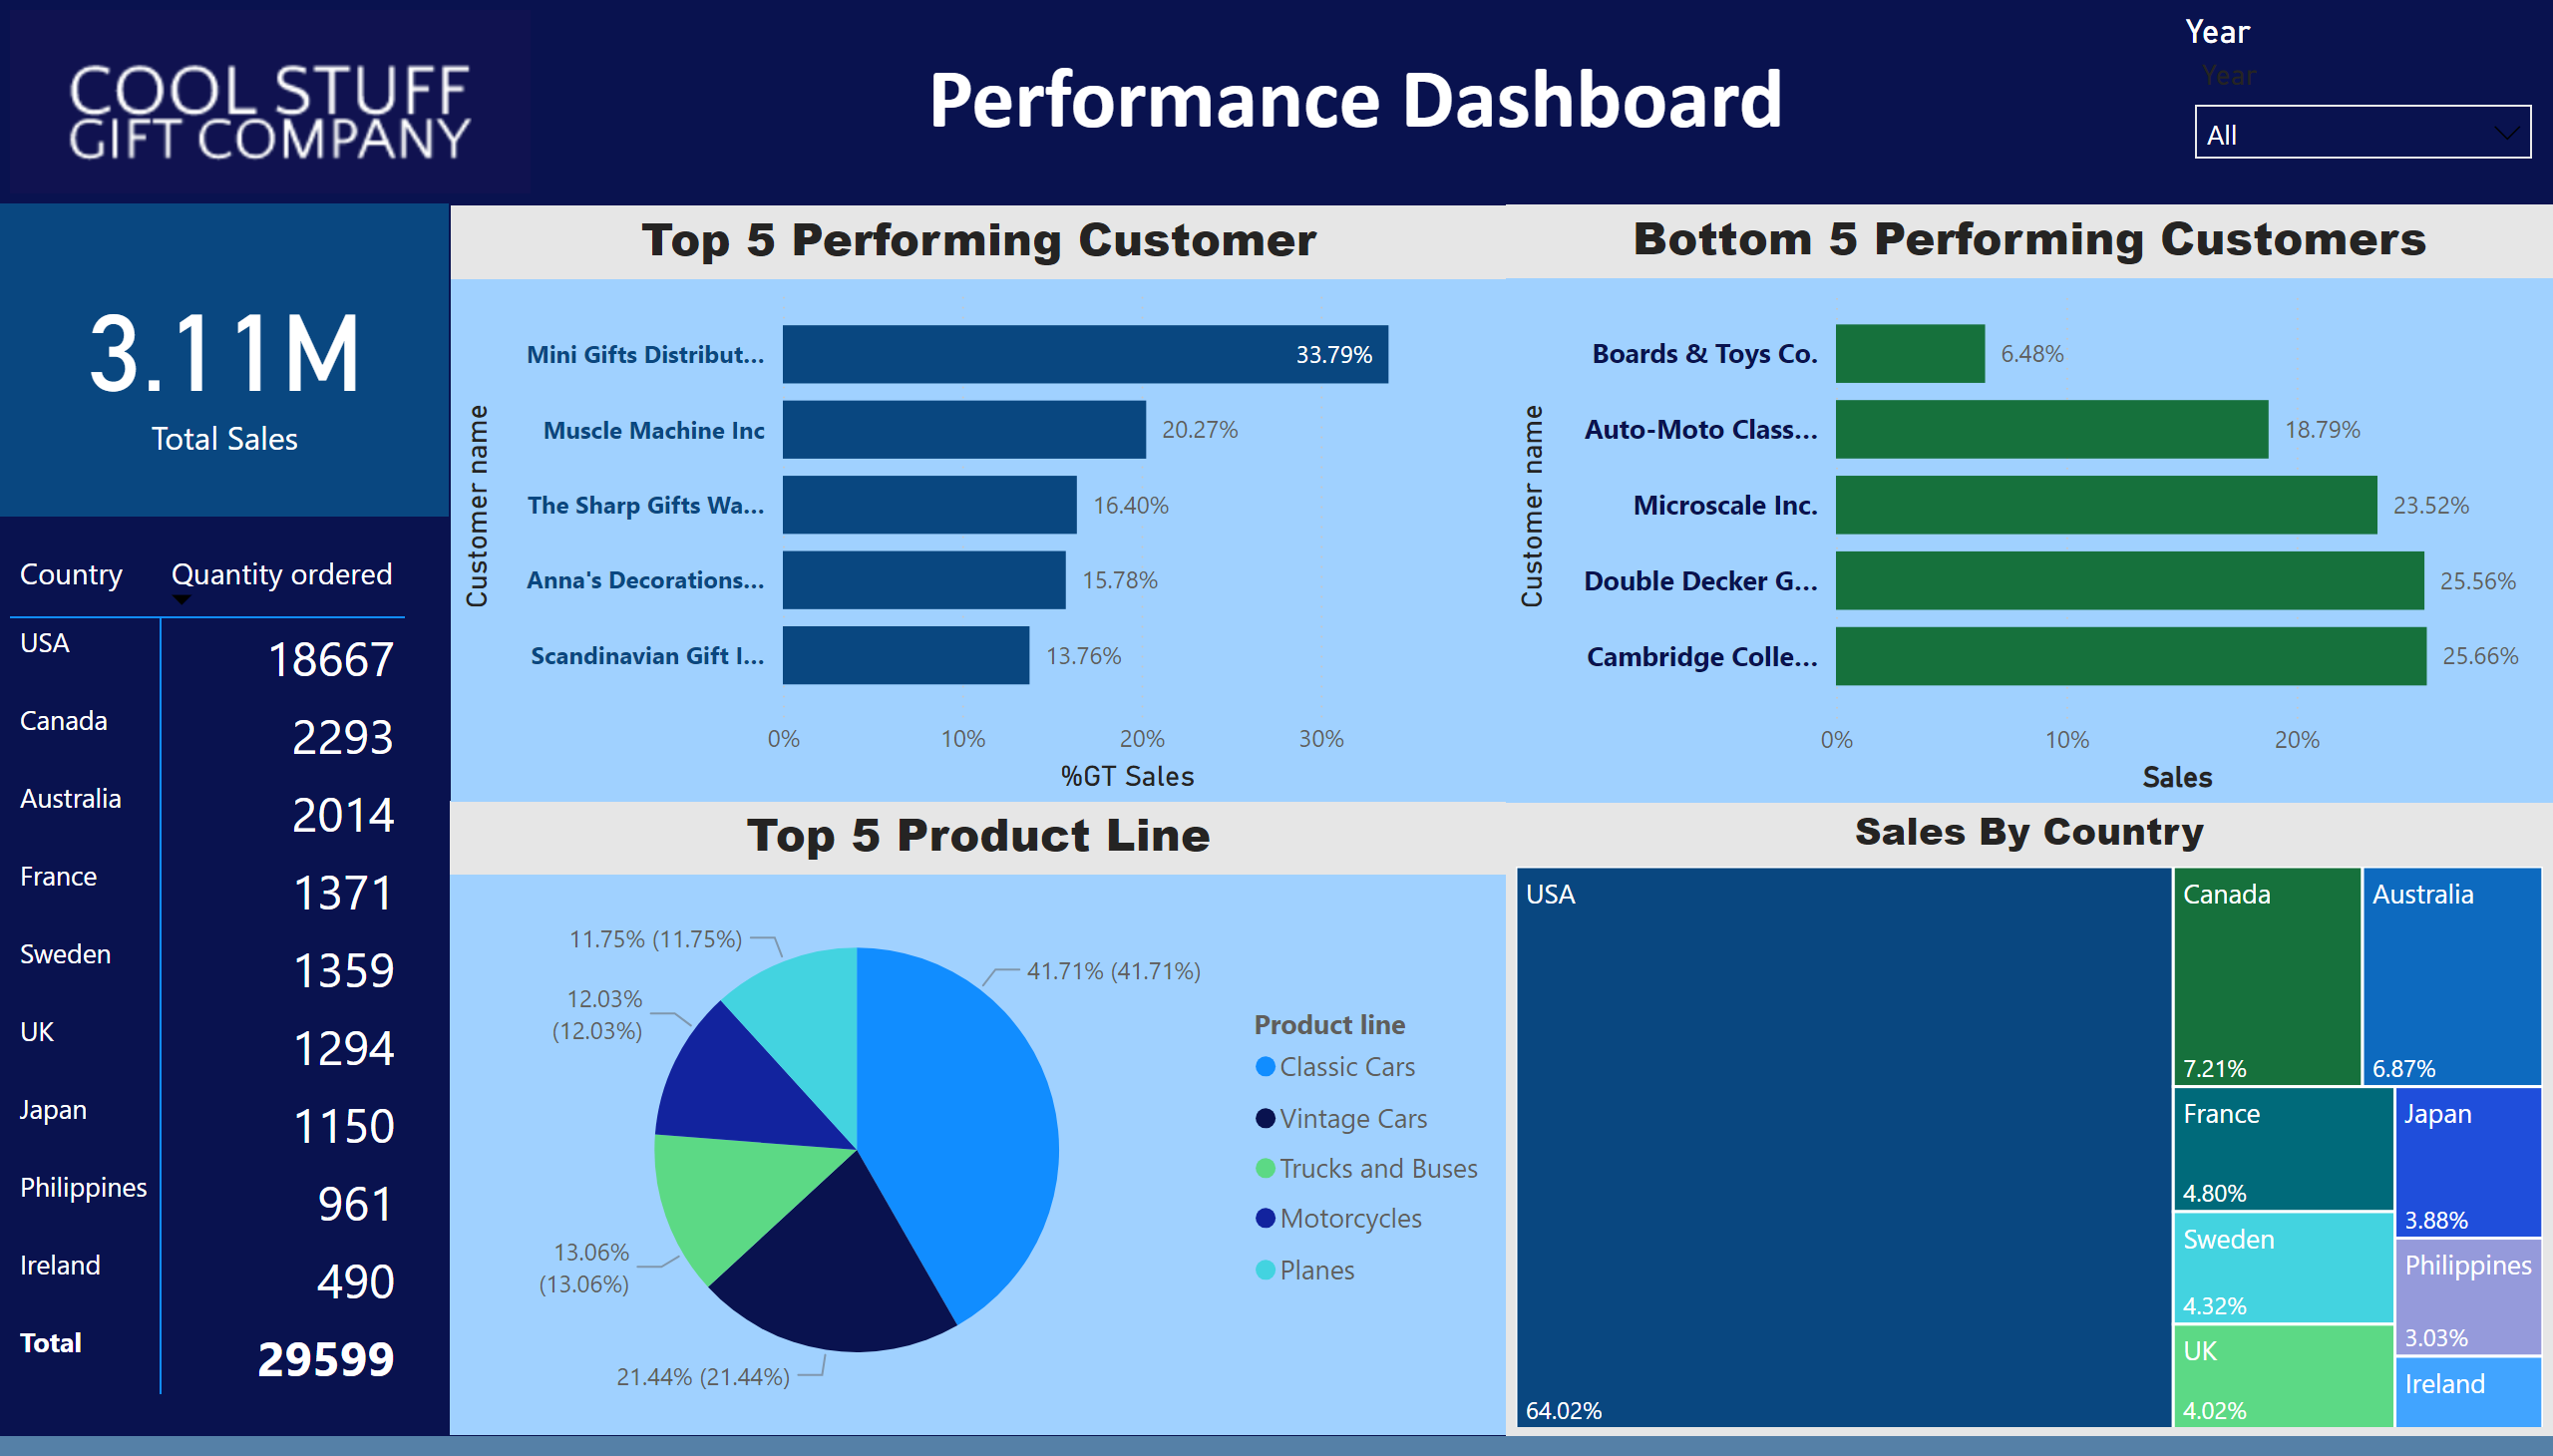 COOL STUFF
GIFT COMPANY
Performance Dashboard
Year
Year
All
3.11M
Total Sales
Country Quantity ordered
USA 18667
Canada 2293
Australia 2014
France 1371
Sweden 1359
UK 1294
Japan 1150
Philippines 961
Ireland 490
Total 29599
Top 5 Performing Customer
Customer name
Mini Gifts Distribut... 33.79%
Muscle Machine Inc 20.27%
The Sharp Gifts Wa... 16.40%
Anna's Decorations... 15.78%
Scandinavian Gift I... 13.76%
0% 10% 20% 30%
%GT Sales
Bottom 5 Performing Customers
Customer name
Boards & Toys Co. 6.48%
Auto-Moto Class... 18.79%
Microscale Inc. 23.52%
Double Decker G... 25.56%
Cambridge Colle... 25.66%
0% 10% 20%
Sales
Top 5 Product Line
11.75% (11.75%)
41.71% (41.71%)
12.03%
(12.03%)
13.06%
(13.06%)
21.44% (21.44%)
Product line
Classic Cars
Vintage Cars
Trucks and Buses
Motorcycles
Planes
Sales By Country
USA
64.02%
Canada
7.21%
Australia
6.87%
France
4.80%
Japan
3.88%
Sweden
4.32%
Philippines
3.03%
UK
4.02%
Ireland